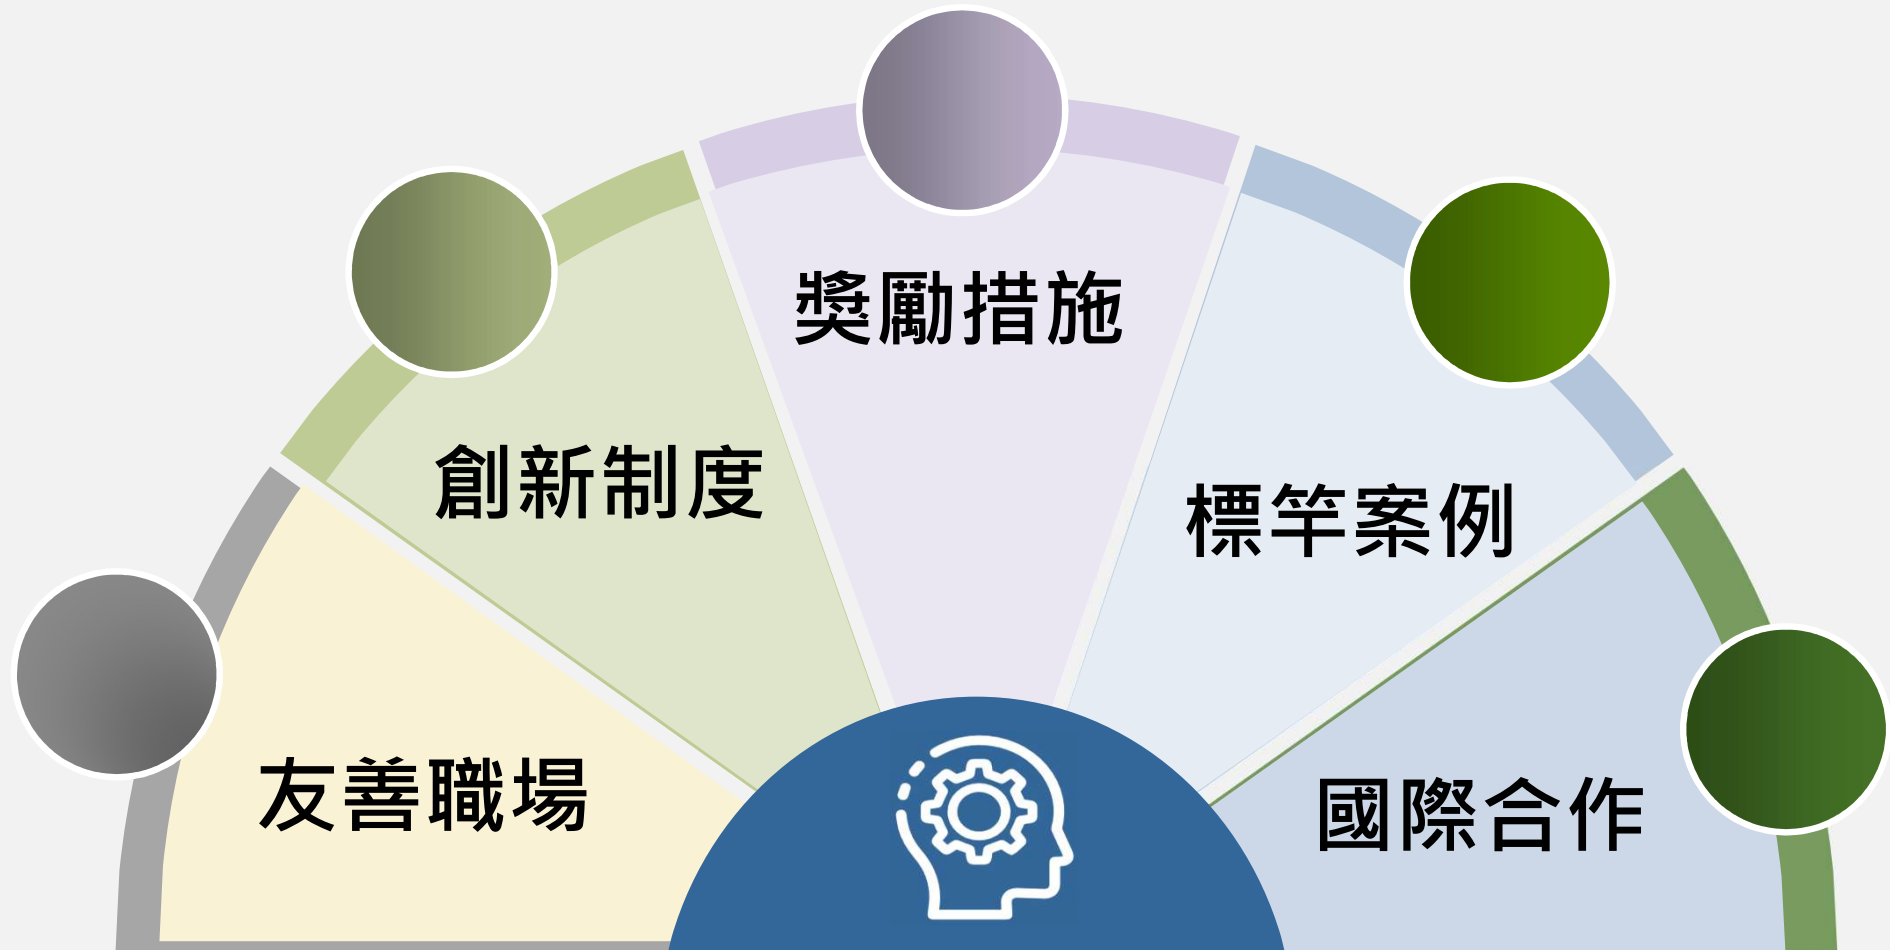 友善職場
創新制度
獎勵措施
標竿案例
國際合作